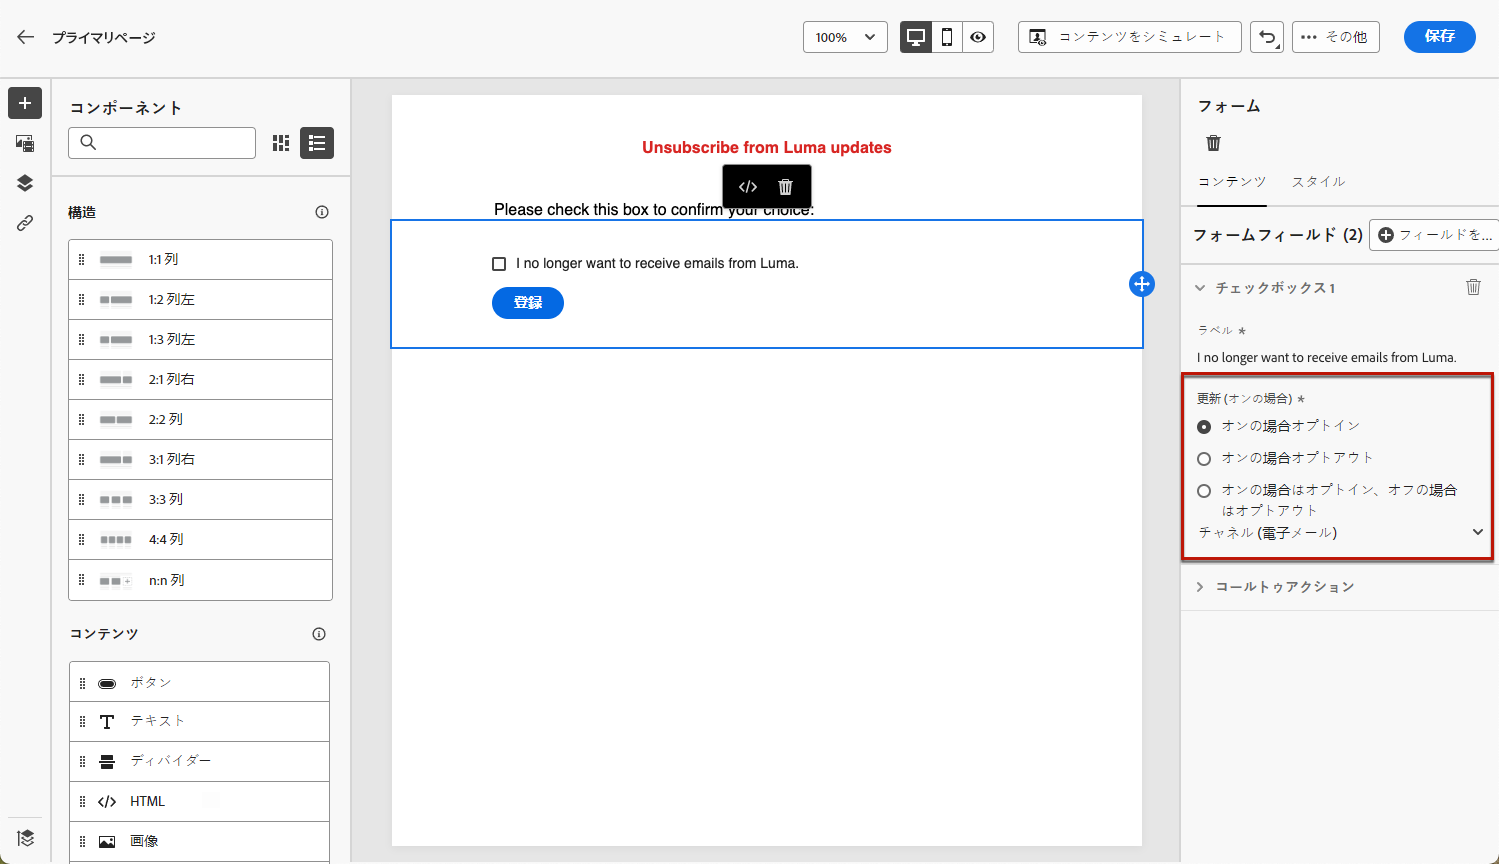 プライマリページ
100%
コンテンツをシミュレート
その他
保存
コンポーネント
構造
1:1 列
1:2 列左
1:3 列左
2:1 列右
2:2 列
3:1 列右
3:3 列
4:4 列
n:n 列
コンテンツ
ボタン
テキスト
ディバイダー
HTML
画像
Unsubscribe from Luma updates
Please check this box to confirm your choice:
I no longer want to receive emails from Luma.
登録
フォーム
コンテンツ
スタイル
フォームフィールド (2)
フィールドを...
チェックボックス 1
ラベル *
I no longer want to receive emails from Luma.
更新 (オンの場合) *
オンの場合オプトイン
オンの場合オプトアウト
オンの場合はオプトイン、オフの場合
はオプトアウト
チャネル (電子メール)
コールトゥアクション